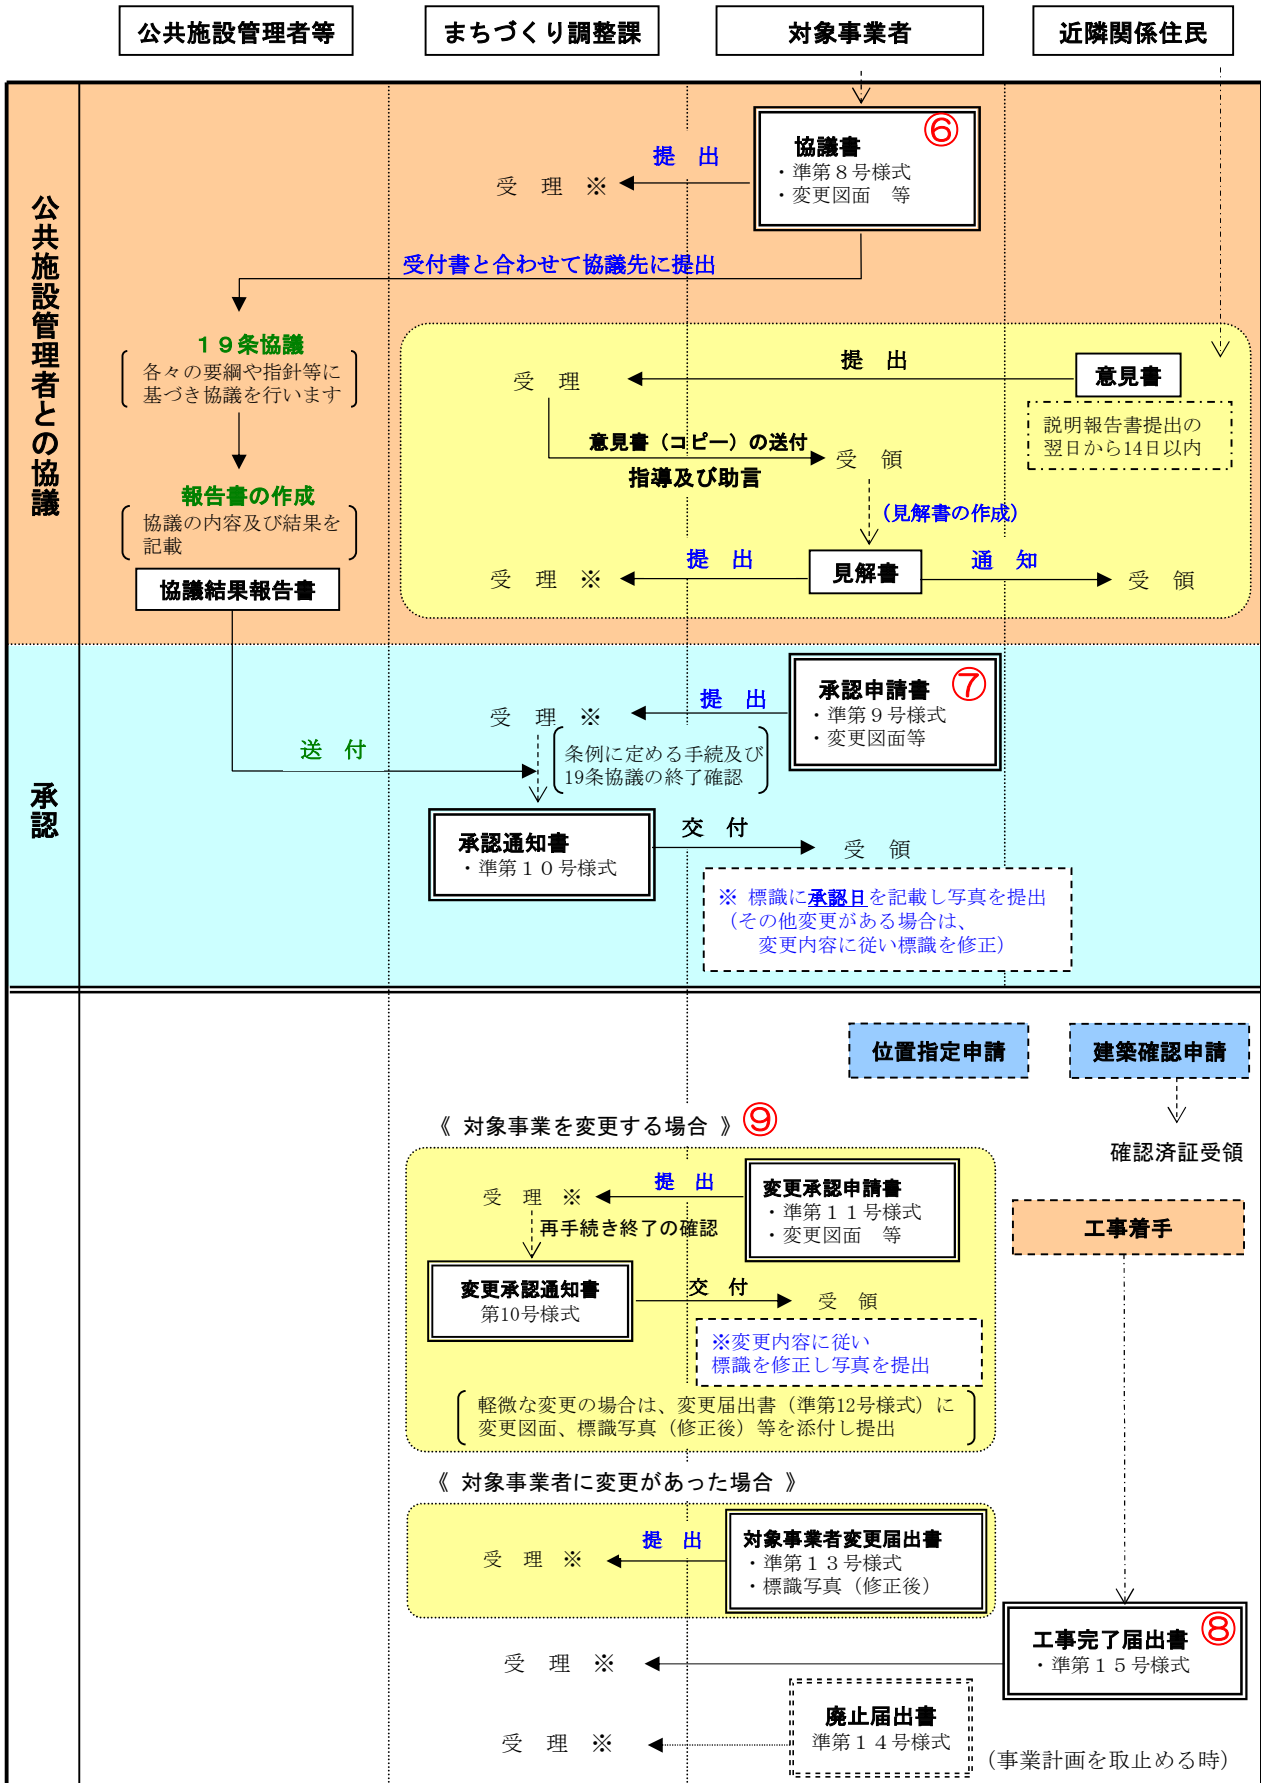 公共施設管理者等
まちづくり調整課
対象事業者
近隣関係住民
公共施設管理者との協議
⑥
協議書
・準第８号様式
・変更図面　等
提　出
受　理　※
受付書と合わせて協議先に提出
１９条協議
各々の要綱や指針等に
基づき協議を行います
報告書の作成
協議の内容及び結果を
記載
協議結果報告書
提　出
受　理
意見書
説明報告書提出の
翌日から14日以内
意見書（コピー）の送付
指導及び助言
受　領
（見解書の作成）
見解書
提　出
受　理　※
通　知
受　領
承認
⑦
承認申請書
・準第９号様式
・変更図面等
提　出
受　理　※
条例に定める手続及び
19条協議の終了確認
送　付
承認通知書
・準第１０号様式
交　付
受　領
※ 標識に承認日を記載し写真を提出
（その他変更がある場合は、
変更内容に従い標識を修正）
位置指定申請
建築確認申請
確認済証受領
工事着手
《 対象事業を変更する場合 》⑨
変更承認申請書
・準第１１号様式
・変更図面　等
提　出
受　理　※
再手続き終了の確認
変更承認通知書
第10号様式
交　付
受　領
※変更内容に従い
標識を修正し写真を提出
軽微な変更の場合は、変更届出書（準第12号様式）に
変更図面、標識写真（修正後）等を添付し提出
《 対象事業者に変更があった場合 》
対象事業者変更届出書
・準第１３号様式
・標識写真（修正後）
提　出
受　理　※
⑧
工事完了届出書
・準第１５号様式
受　理　※
廃止届出書
準第１４号様式
受　理　※
（事業計画を取止める時）